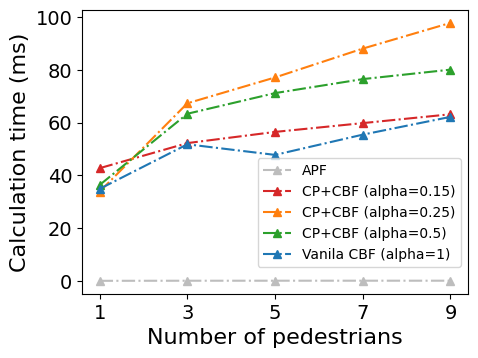 Calculation time (ms)
100
80
60
40
20
0
APF
CP+CBF (alpha=0.15)
CP+CBF (alpha=0.25)
CP+CBF (alpha=0.5)
Vanila CBF (alpha=1)
1 3 5 7 9
Number of pedestrians